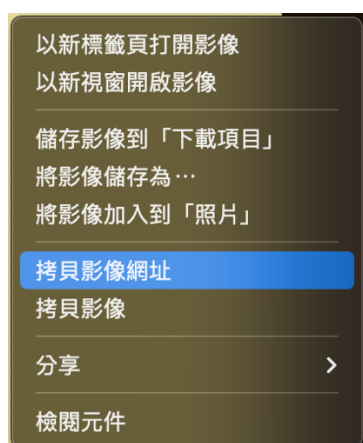 以新標籤頁打開影像
以新視窗開啟影像
儲存影像到「下載項目」
將影像儲存為⋯
將影像加入到「照片」
拷貝影像網址
拷貝影像
分享
檢閱元件